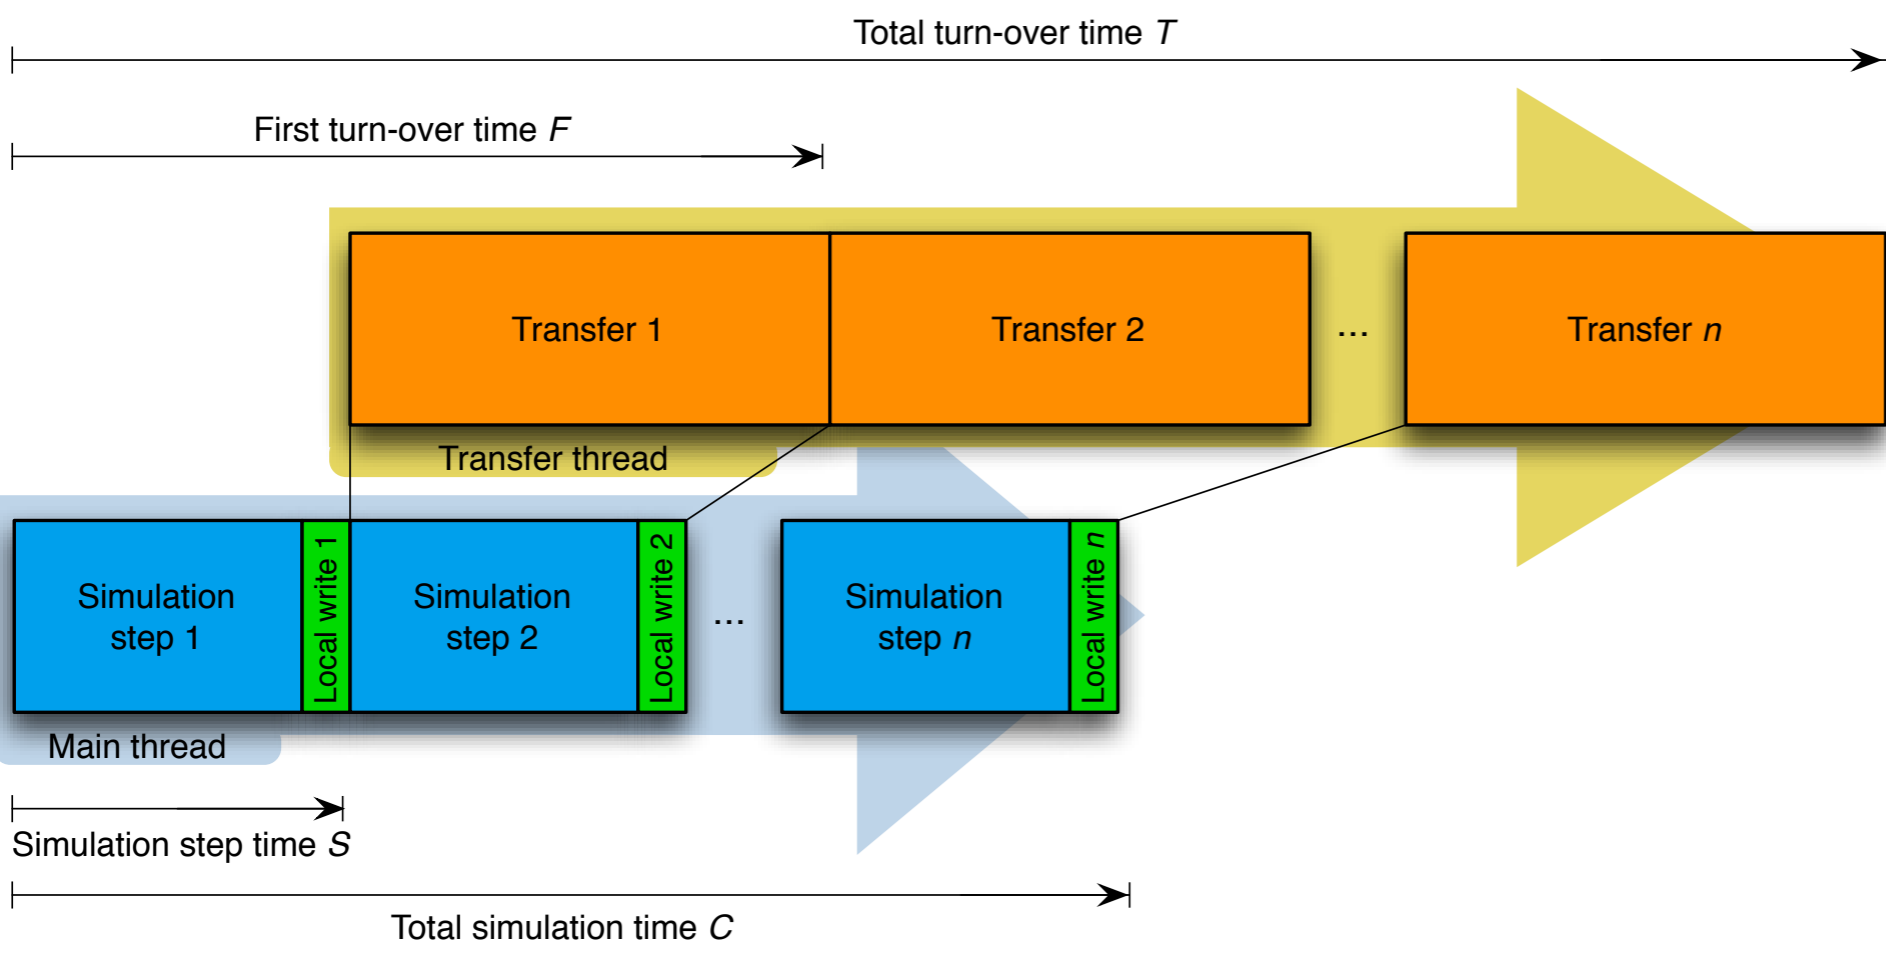 Total turn-over time T
First turn-over time F
Transfer 1
Transfer 2
...
Transfer n
Transfer thread
Simulation
step 1
Local write 1
Simulation
step 2
Local write 2
...
Simulation
step n
Local write n
Main thread
Simulation step time S
Total simulation time C